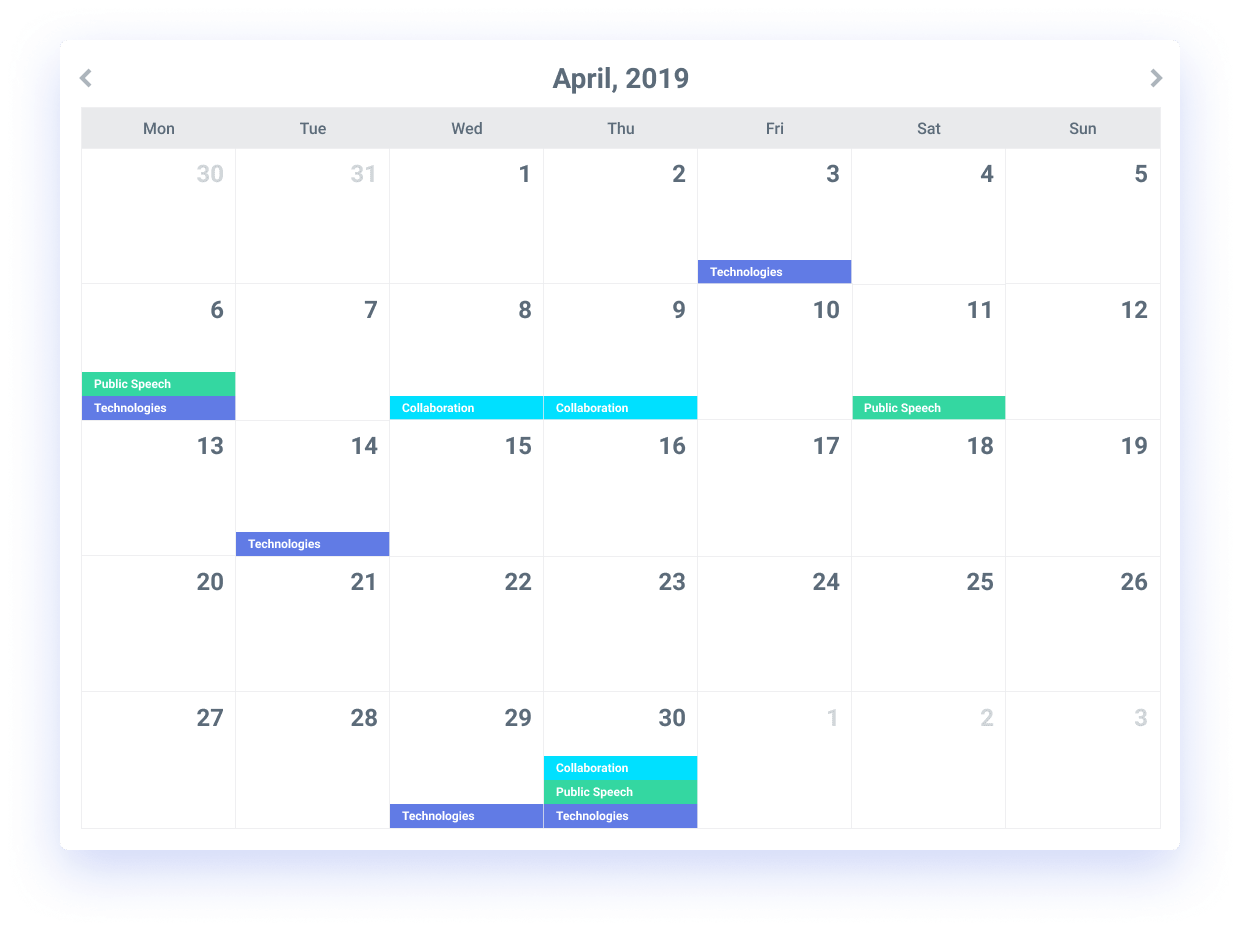 April, 2019
Mon Tue Wed Thu Fri Sat Sun
30 31 1 2 3 4 5
Technologies
6 7 8 9 10 11 12
Public Speech
Technologies Collaboration Collaboration Public Speech
13 14 15 16 17 18 19
Technologies
20 21 22 23 24 25 26
27 28 29 30 1 2 3
Collaboration
Public Speech
Technologies Technologies